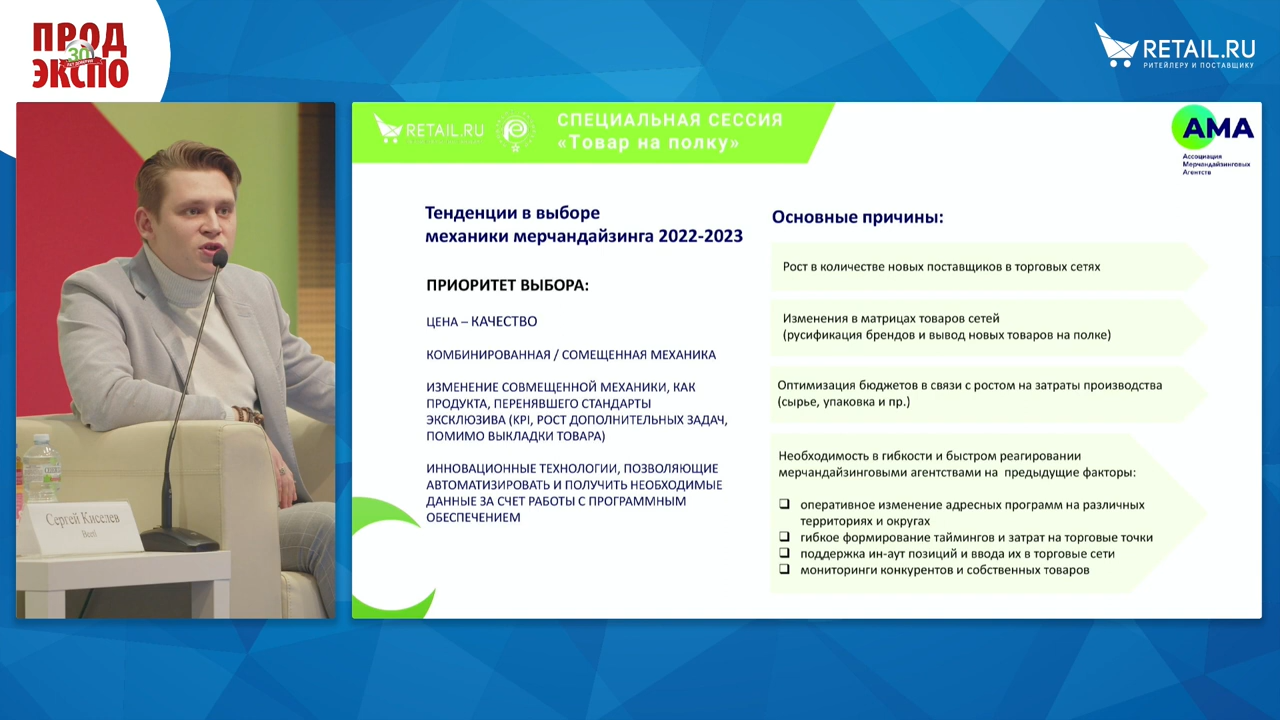 ПРОД
30
ЭКСПО
RETAIL.RU
РИТЕЙЛЕРУ И ПОСТАВЩИКУ
RETAIL.RU
СПЕЦИАЛЬНАЯ СЕССИЯ
«Товар на полку»
АМА
Ассоциация
Мерчандайзинговых
Агентств
Тенденции в выборе
механики мерчандайзинга 2022-2023
ПРИОРИТЕТ ВЫБОРА:
ЦЕНА – КАЧЕСТВО
КОМБИНИРОВАННАЯ / СОМЕЩЕННАЯ МЕХАНИКА
ИЗМЕНЕНИЕ СОВМЕЩЕННОЙ МЕХАНИКИ, КАК
ПРОДУКТА, ПЕРЕНЯВШЕГО СТАНДАРТЫ
ЭКСКЛЮЗИВА (KPI, РОСТ ДОПОЛНИТЕЛЬНЫХ ЗАДАЧ,
ПОМИМО ВЫКЛАДКИ ТОВАРА)
ИННОВАЦИОННЫЕ ТЕХНОЛОГИИ, ПОЗВОЛЯЮЩИЕ
АВТОМАТИЗИРОВАТЬ И ПОЛУЧИТЬ НЕОБХОДИМЫЕ
ДАННЫЕ ЗА СЧЕТ РАБОТЫ С ПРОГРАММНЫМ
ОБЕСПЕЧЕНИЕМ
Основные причины:
Рост в количестве новых поставщиков в торговых сетях
Изменения в матрицах товаров сетей
(русификация брендов и вывод новых товаров на полке)
Оптимизация бюджетов в связи с ростом на затраты производства
(сырье, упаковка и пр.)
Необходимость в гибкости и быстром реагировании
мерчандайзинговыми агентствами на предыдущие факторы:
❑ оперативное изменение адресных программ на различных
территориях и округах
❑ гибкое формирование таймингов и затрат на торговые точки
❑ поддержка ин-аут позиций и ввода их в торговые сети
❑ мониторинги конкурентов и собственных товаров
Сергей Киселев